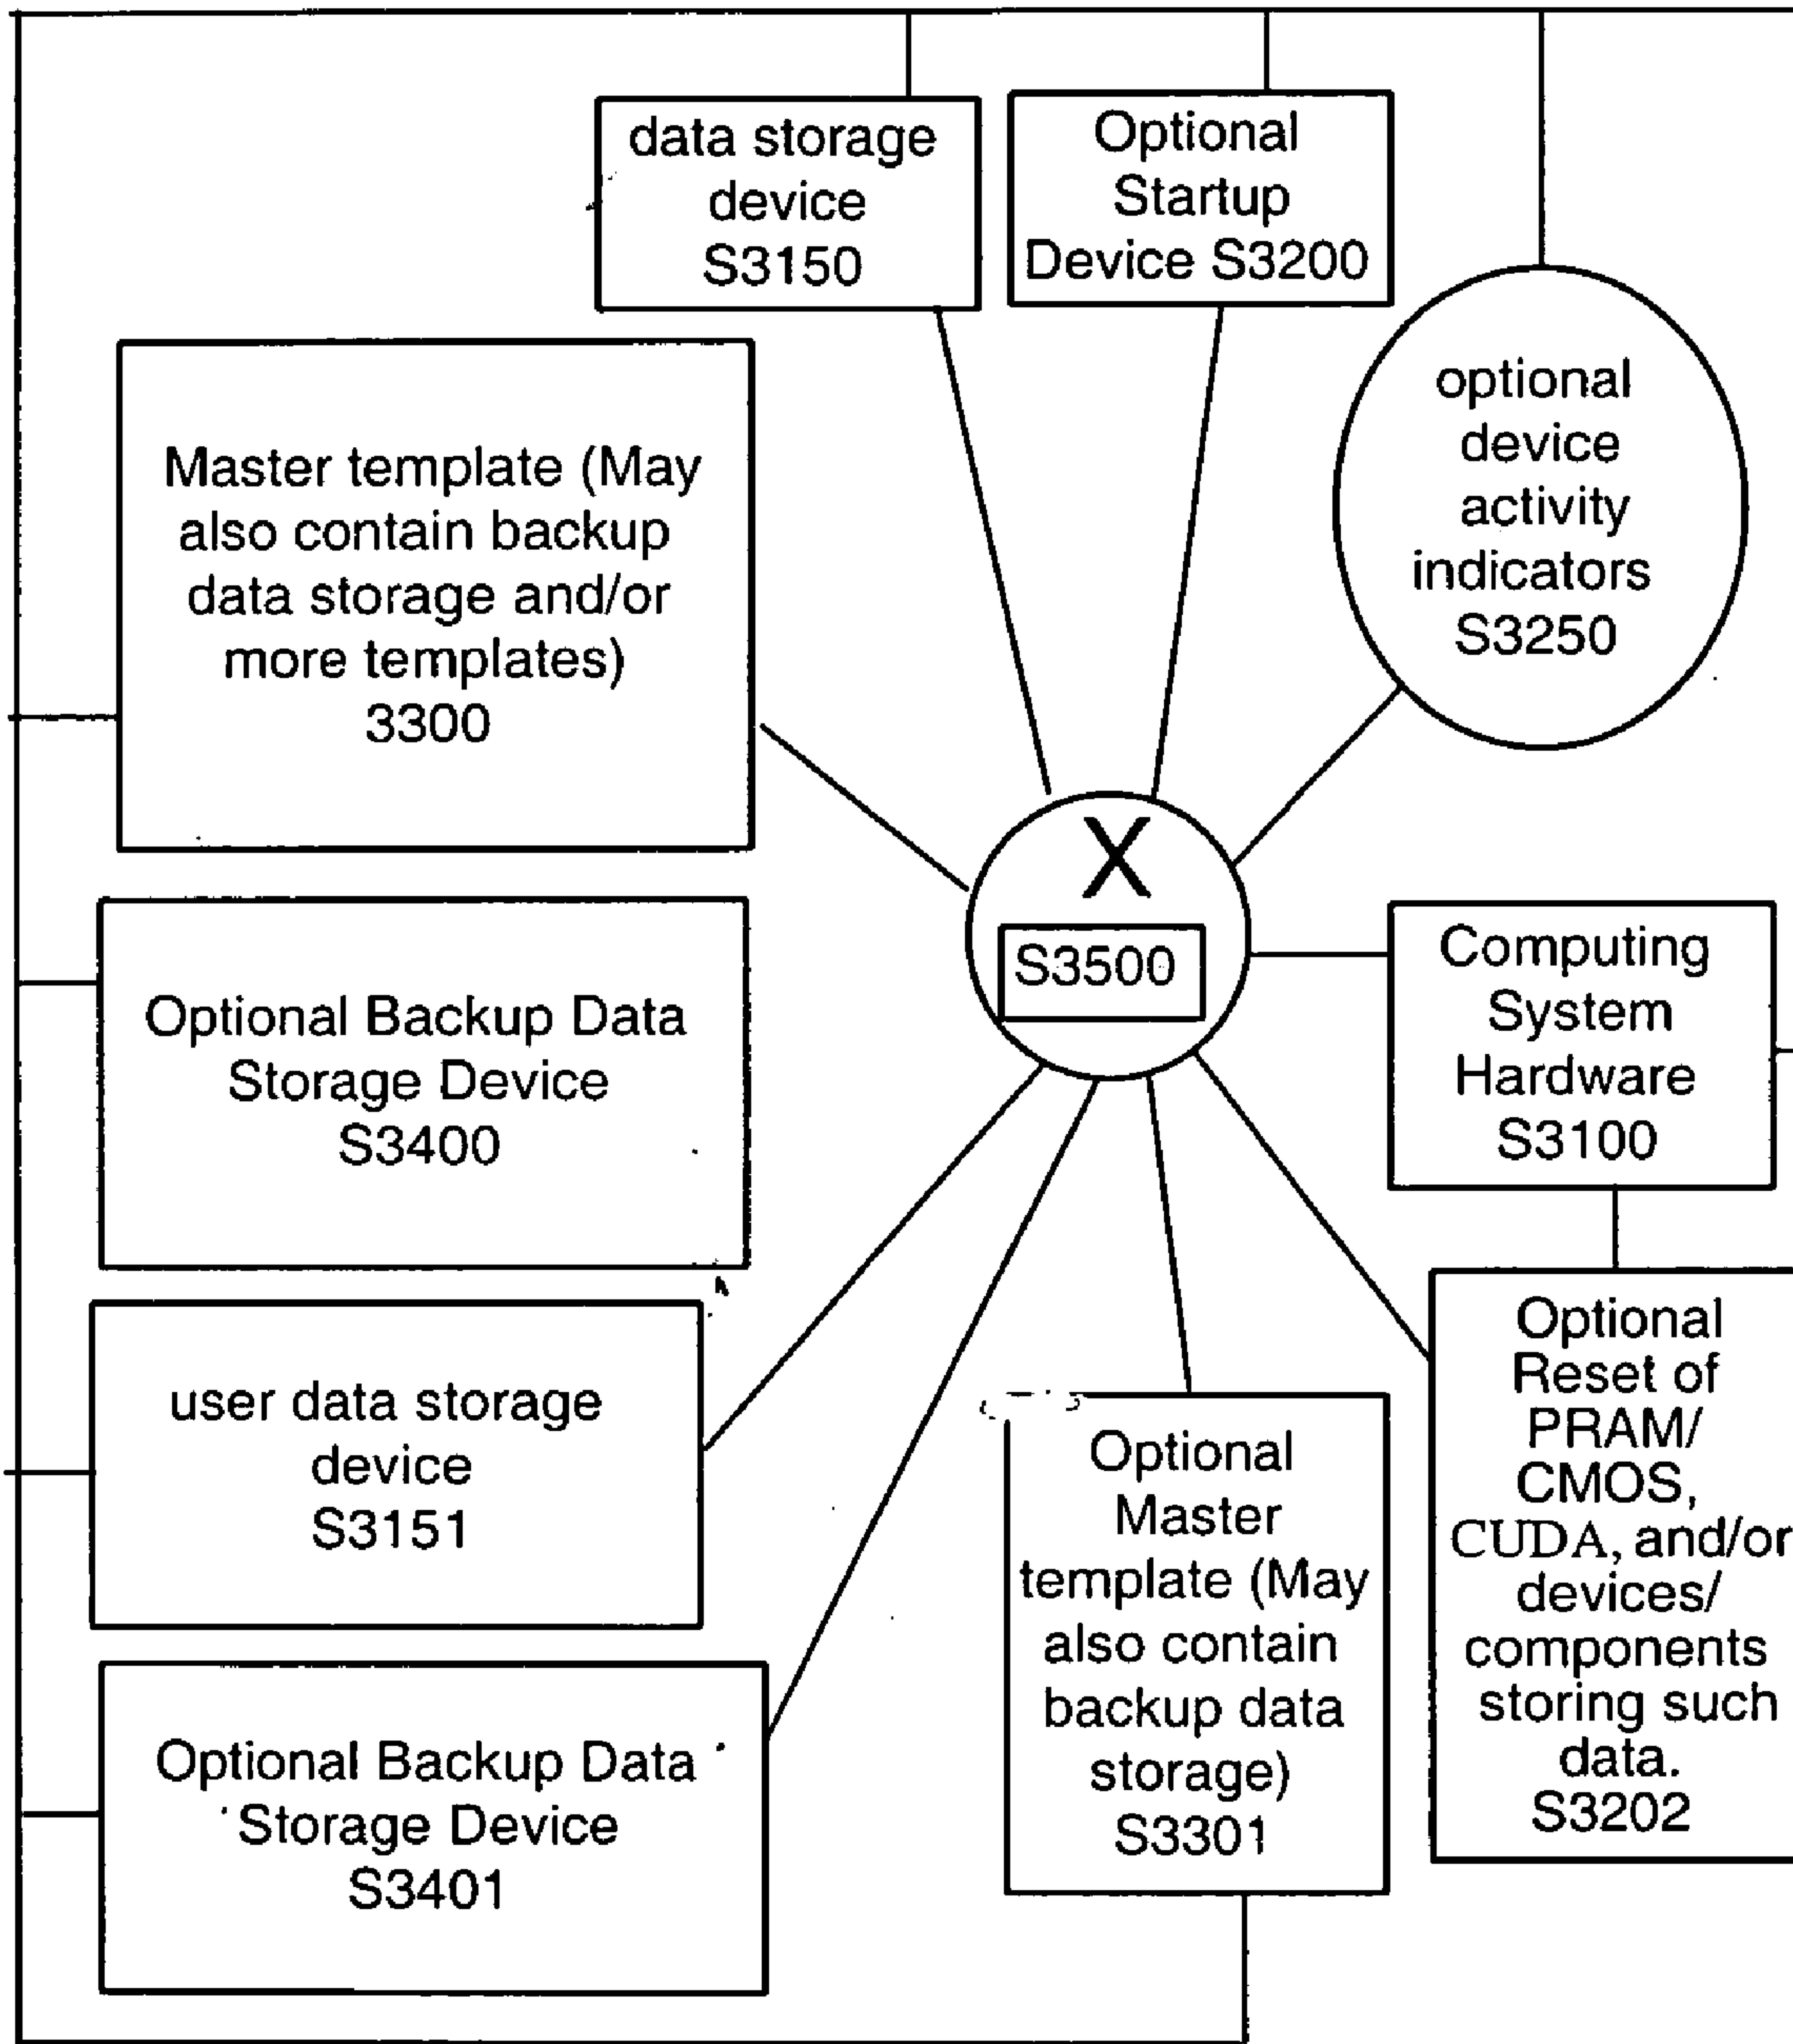 data storage
device
S3150
Optional
Startup
Device S3200
optional
device
activity
indicators
S3250
Master template (May
also contain backup
data storage and/or
more templates)
3300
X
S3500
Computing
System
Hardware
S3100
Optional Backup Data
Storage Device
S3400
user data storage
device
S3151
Optional Backup Data
Storage Device
S3401
Optional
Master
template (May
also contain
backup data
storage)
S3301
Optional
Reset of
PRAM/
CMOS,
CUDA, and/or
devices/
components
storing such
data.
S3202